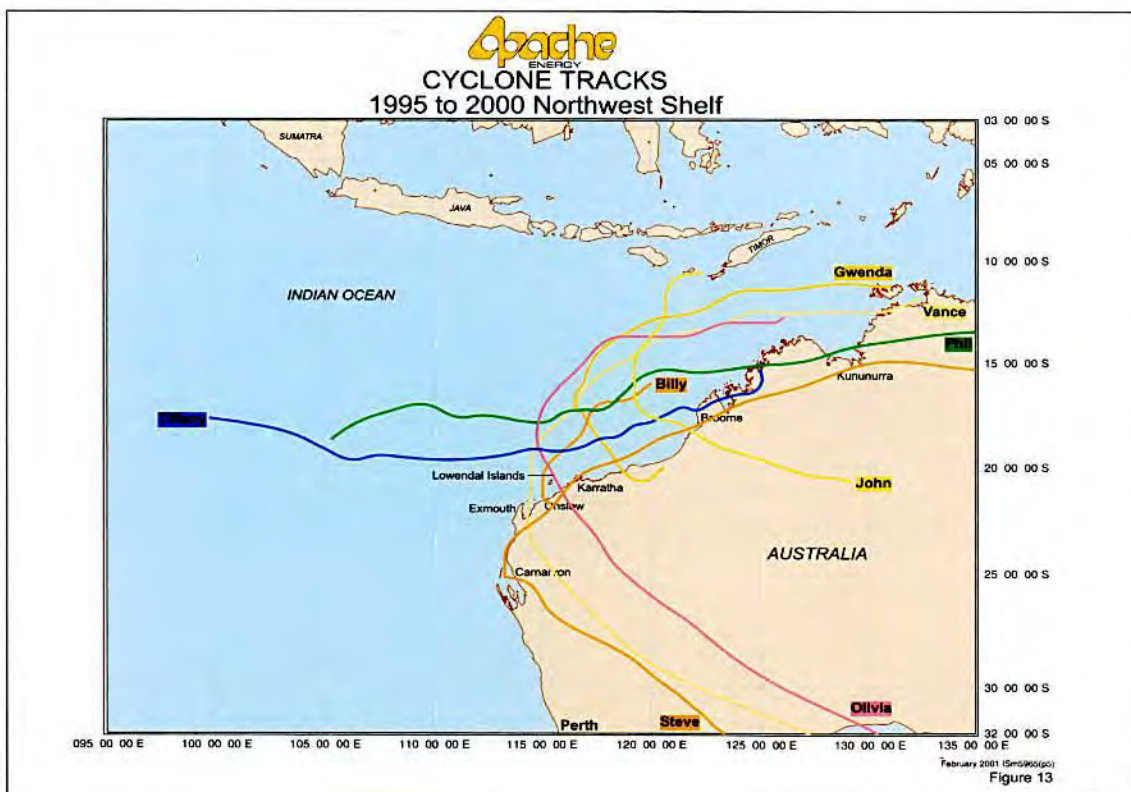 Apache
ENERGY
CYCLONE TRACKS
1995 to 2000 Northwest Shelf
03 00 00 S
SUMATRA
05 00 00 S
JAVA
TIMOR
10 00 00 S
Gwenda
INDIAN OCEAN
Vance
Phil
15 00 00 S
Kununurra
Billy
Broome
Tiffany
20 00 00 S
Lowendal Islands
John
Karratha
Exmouth
Onslow
AUSTRALIA
Carnarvon
25 00 00 S
30 00 00 S
Olivia
Perth
Steve
32 00 00 S
095 00 00 E 100 00 00 E 105 00 00 E 110 00 00 E 115 00 00 E 120 00 00 E 125 00 00 E 130 00 00 E 135 00 00 E
February 2001
Figure 13